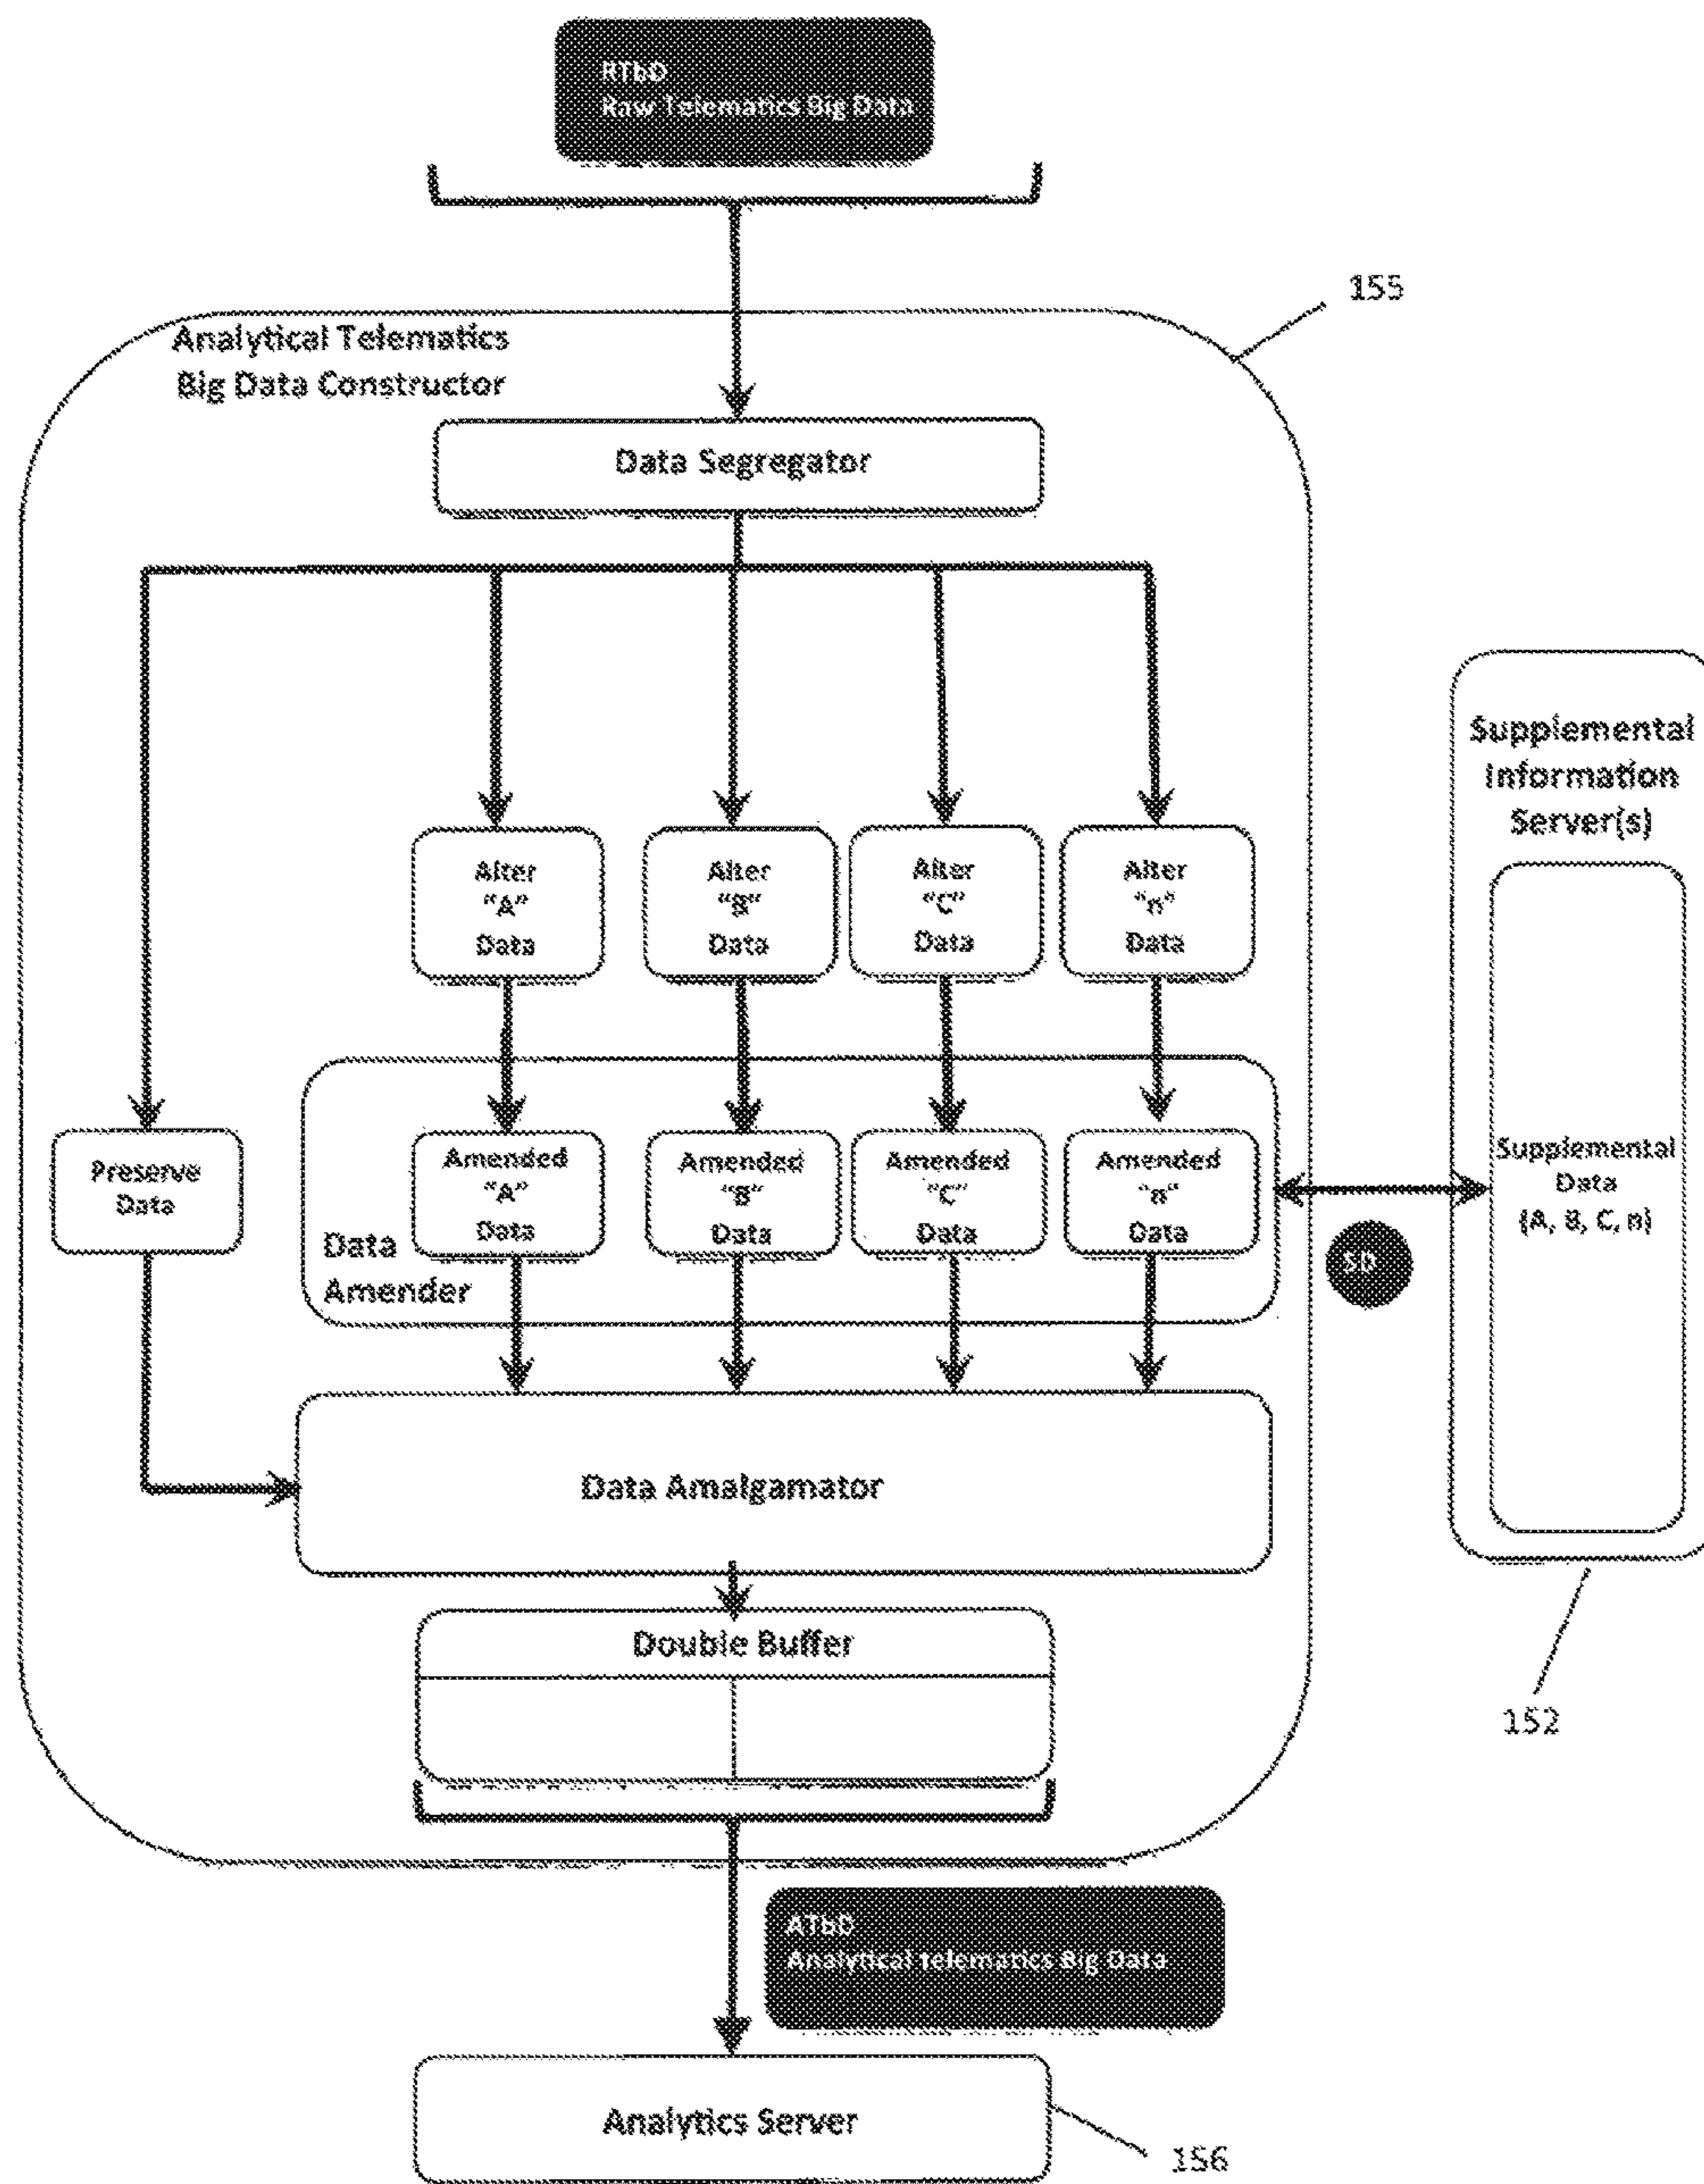 RTbD
Raw Telematics Big Data
155
Analytical Telematics
Big Data Constructor
Data Segregator
Supplemental
Information
Server(s)
Alter
"A"
Data
Alter
"B"
Data
Alter
"C"
Data
Alter
"n"
Data
Preserve
Data
Amended
"A"
Data
Amended
"B"
Data
Amended
"C"
Data
Amended
"n"
Data
Data
Amender
Supplemental
Data
(A, B, C, n)
SD
Data Amalgamator
Double Buffer
152
ATbD
Analytical telematics Big Data
Analytics Server
156